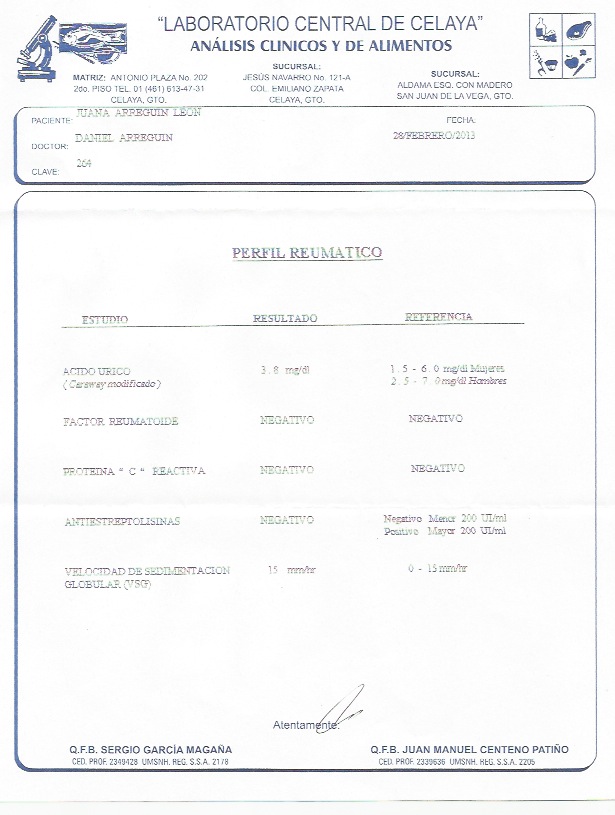 "LABORATORIO CENTRAL DE CELAYA"
ANÁLISIS CLINICOS Y DE ALIMENTOS
MATRIZ: ANTONIO PLAZA No. 202
2do. PISO TEL. 01 (461) 613-47-31
CELAYA, GTO.
SUCURSAL:
JESÚS NAVARRO No. 121-A
COL. EMILIANO ZAPATA
CELAYA, GTO.
SUCURSAL:
ALDAMA ESQ. CON MADERO
SAN JUAN DE LA VEGA, GTO.
PACIENTE: JUANA ARREGUIN LEON
FECHA:
28/FEBRERO/2013
DOCTOR: DANIEL ARREGUIN
CLAVE: 264
PERFIL REUMATICO
ESTUDIO RESULTADO REFERENCIA
ACIDO URICO 3.8 mg/dl 1.5 - 6.0 mg/dl Mujeres
(Caraway modificado) 2.5 - 7.0 mg/dl Hombres
FACTOR REUMATOIDE NEGATIVO NEGATIVO
PROTEINA " C " REACTIVA NEGATIVO NEGATIVO
ANTIESTREPTOLISINAS NEGATIVO Negativo Menor 200 UI/ml
Positivo Mayor 200 UI/ml
VELOCIDAD DE SEDIMENTACION 15 mm/hr 0 - 15 mm/hr
GLOBULAR (VSG)
Atentamente:
Q.F.B. SERGIO GARCÍA MAGAÑA
CED. PROF. 2349428 UMSNH. REG. S.S.A. 2178
Q.F.B. JUAN MANUEL CENTENO PATIÑO
CED. PROF. 2339636 UMSNH. REG. S.S.A. 2205